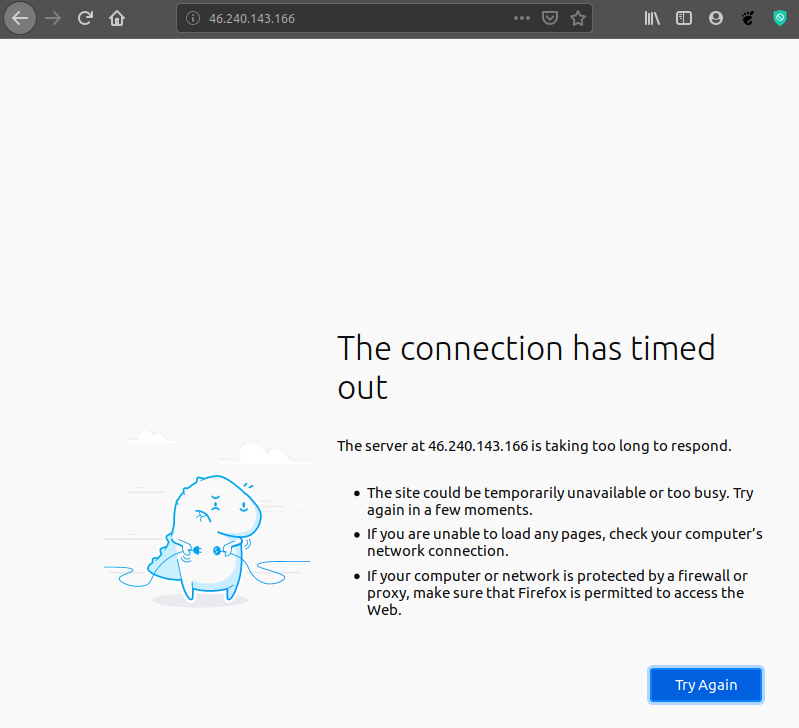 46.240.143.166
The connection has timed
out
The server at 46.240.143.166 is taking too long to respond.
• The site could be temporarily unavailable or too busy. Try
again in a few moments.
• If you are unable to load any pages, check your computer’s
network connection.
• If your computer or network is protected by a firewall or
proxy, make sure that Firefox is permitted to access the
Web.
Try Again